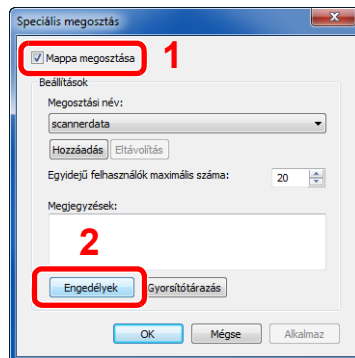 Speciális megosztás
Mappa megosztása
1
Beállítások
Megosztási név:
scannerdata
Hozzáadás Eltávolítás
Egyidejű felhasználók maximális száma: 20
Megjegyzések:
2
Engedélyek Gyorsítótárazás
OK Mégse Alkalmaz